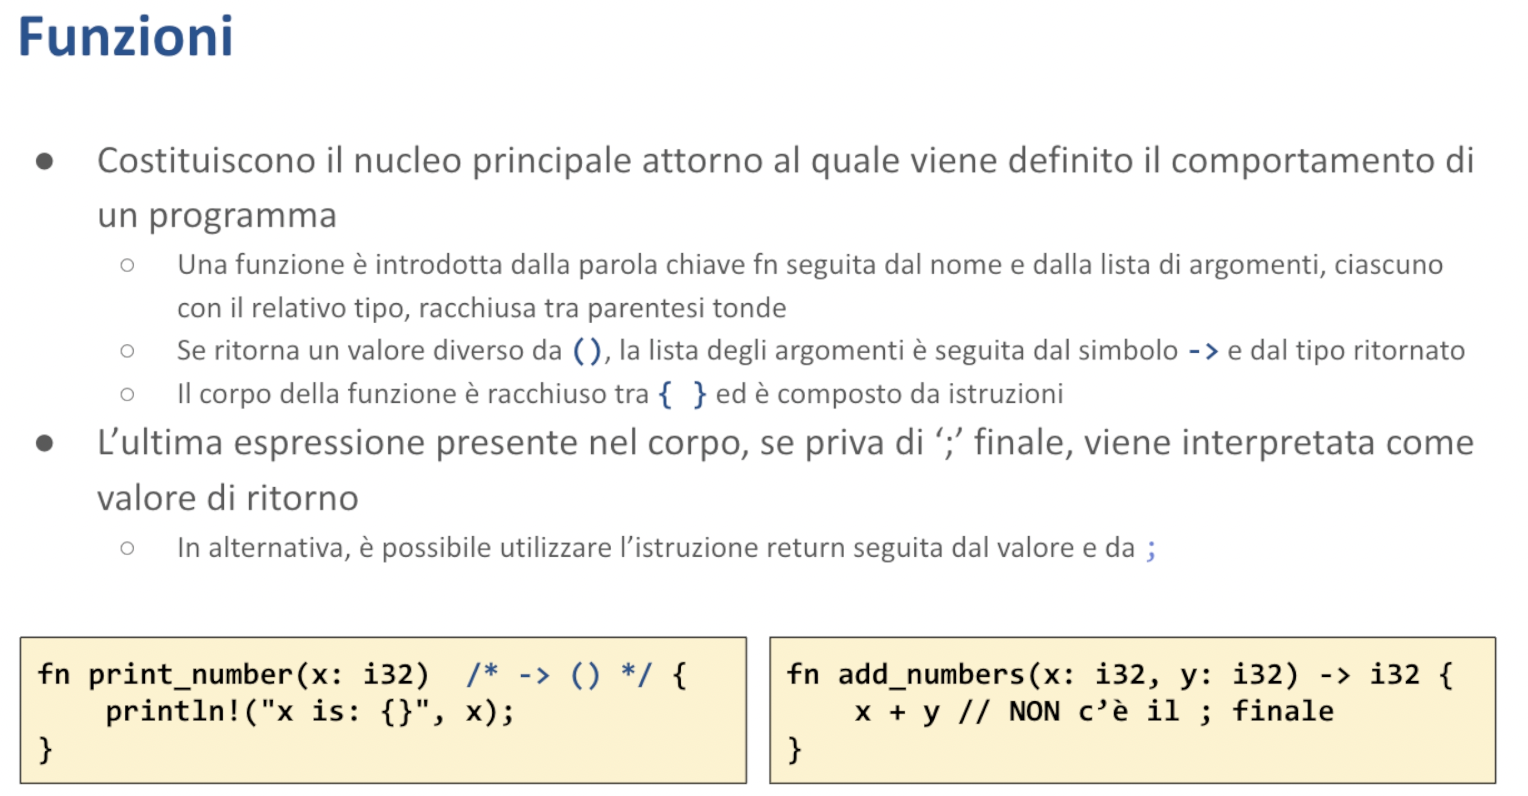 Funzioni
● Costituiscono il nucleo principale attorno al quale viene definito il comportamento di
un programma
○ Una funzione è introdotta dalla parola chiave fn seguita dal nome e dalla lista di argomenti, ciascuno
con il relativo tipo, racchiusa tra parentesi tonde
○ Se ritorna un valore diverso da (), la lista degli argomenti è seguita dal simbolo -> e dal tipo ritornato
○ Il corpo della funzione è racchiuso tra { } ed è composto da istruzioni
● L’ultima espressione presente nel corpo, se priva di ‘;’ finale, viene interpretata come
valore di ritorno
○ In alternativa, è possibile utilizzare l’istruzione return seguita dal valore e da ;
fn print_number(x: i32) /* -> () */ {
    println!("x is: {}", x);
}
fn add_numbers(x: i32, y: i32) -> i32 {
    x + y // NON c’è il ; finale
}